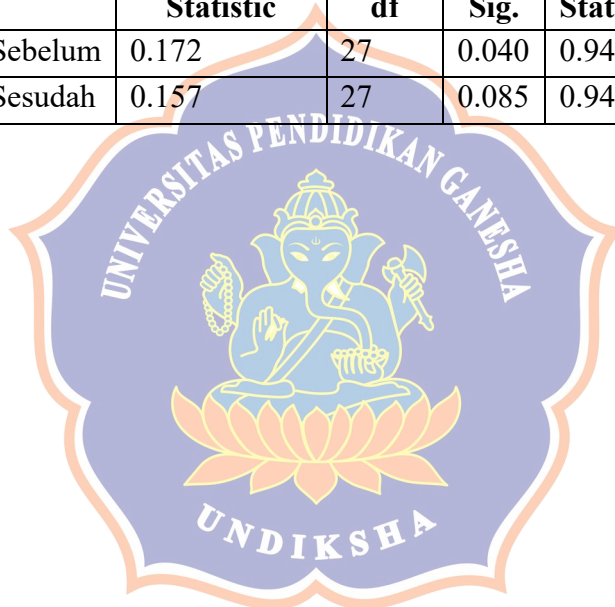 Statistic df Sig.
Sebelum 0.172 27 0.040
Sesudah 0.157 27 0.085
UNIVERSITAS PENDIDIKAN GANESHA
UNDIKSHA